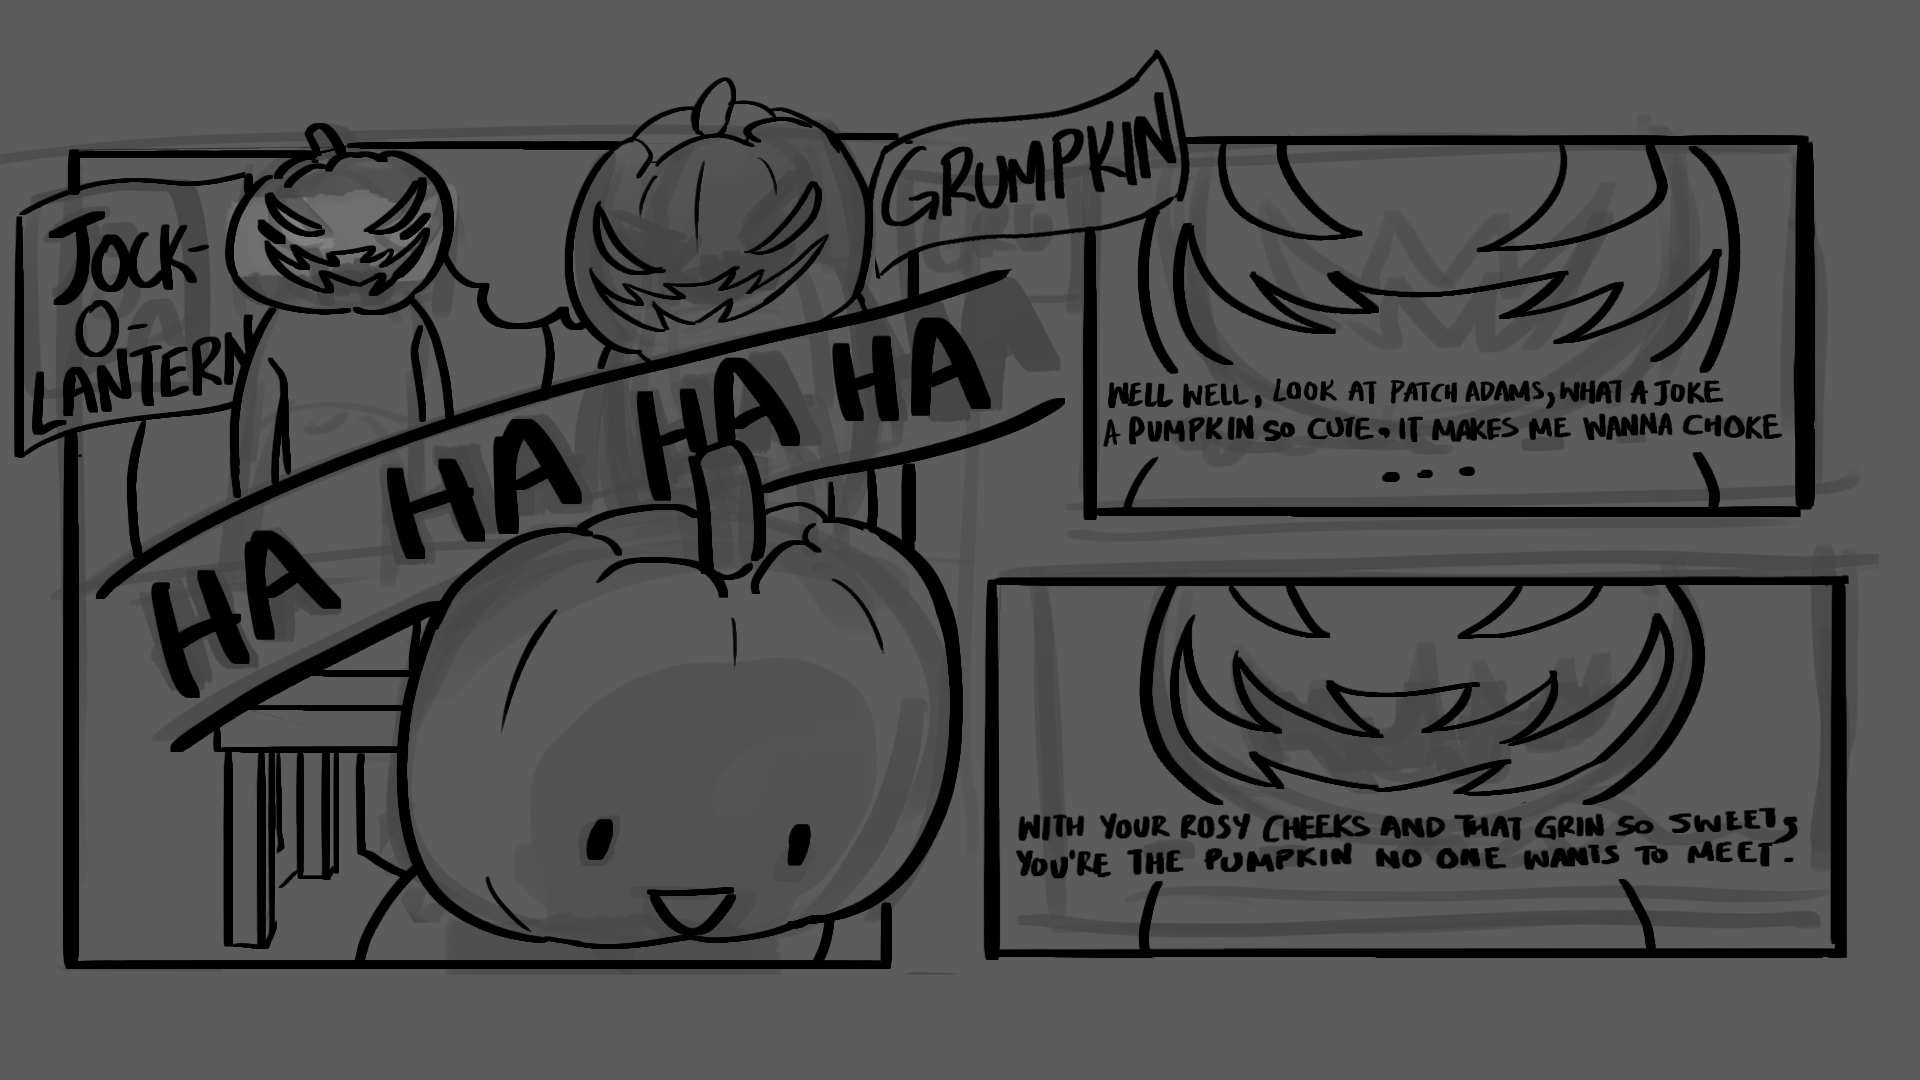 JOCK-
O-
LANTERN
GRUMPKIN
HA HA HA HA
WELL WELL, LOOK AT PATCH ADAMS, WHAT A JOKE
A PUMPKIN SO CUTE. IT MAKES ME WANNA CHOKE
...
WITH YOUR ROSY CHEEKS AND THAT GRIN SO SWEET,
YOU'RE THE PUMPKIN NO ONE WANTS TO MEET.